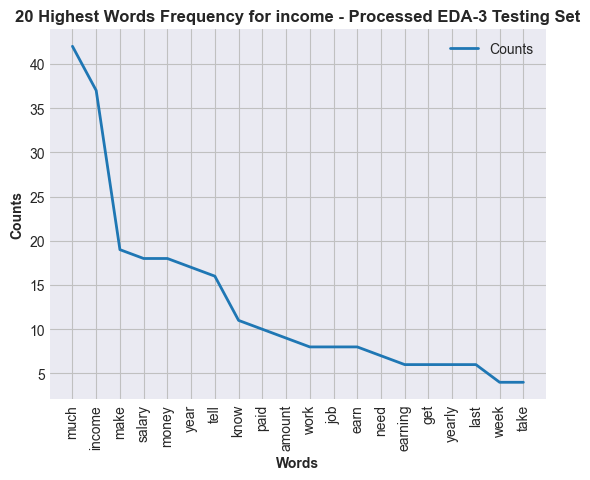 20 Highest Words Frequency for income - Processed EDA-3 Testing Set
Counts
40
35
30
25
20
15
10
5
Counts
much
income
make
salary
money
year
tell
know
paid
amount
work
job
earn
need
earning
get
yearly
last
week
take
Words